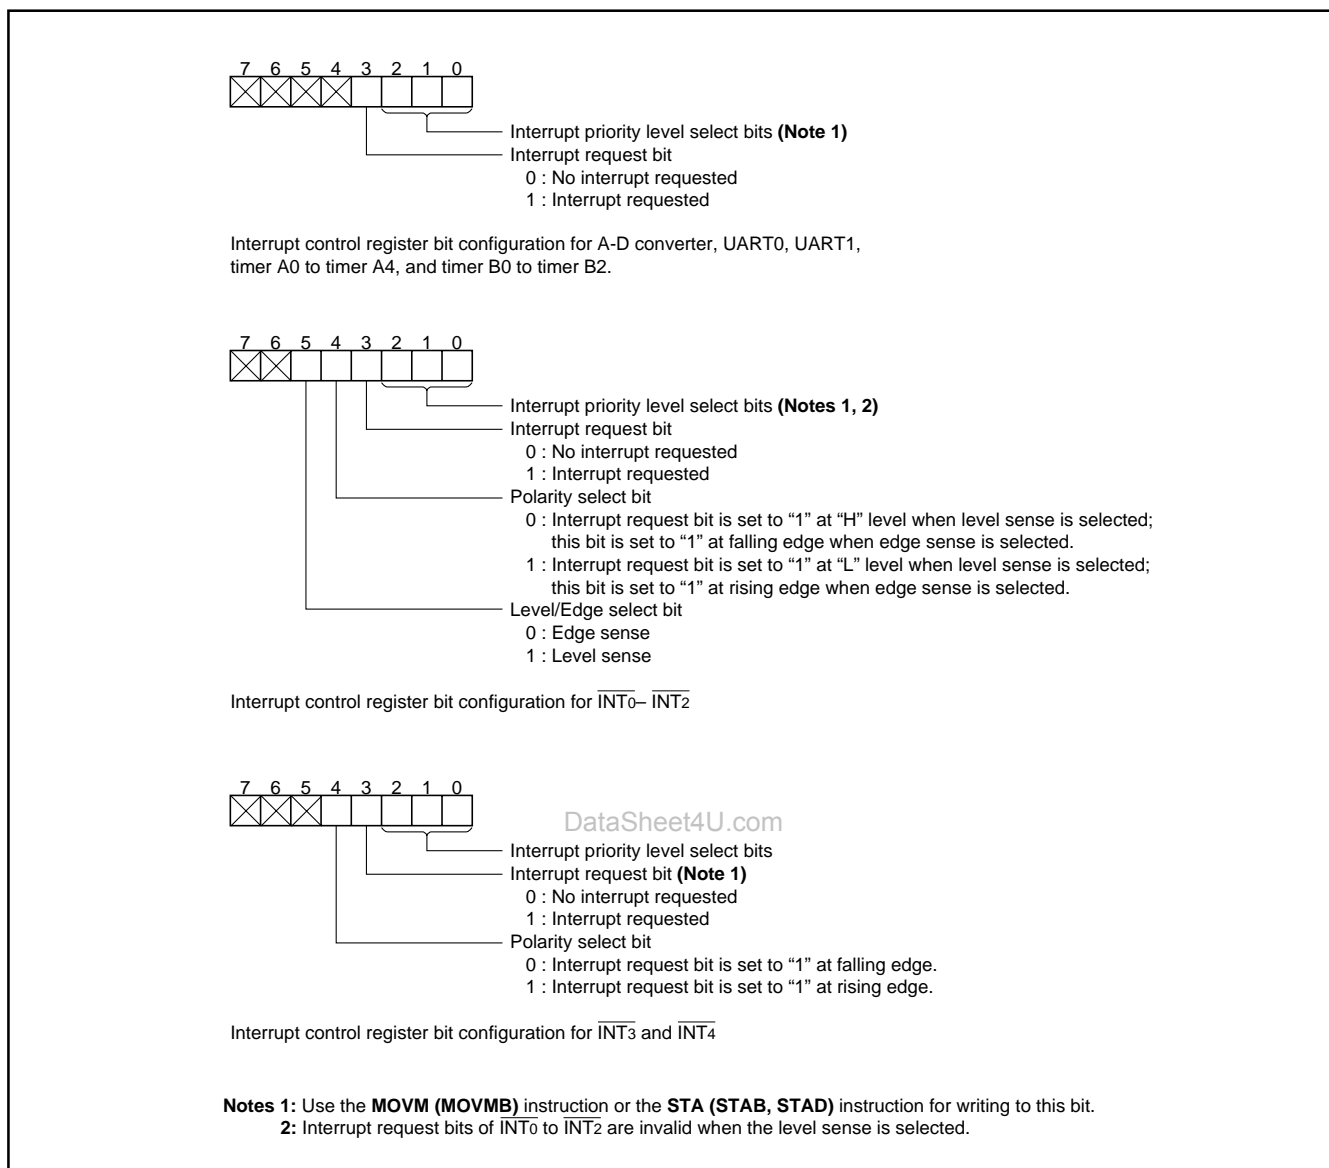 7 6 5 4 3 2 1 0
Interrupt priority level select bits (Note 1)
Interrupt request bit
0 : No interrupt requested
1 : Interrupt requested
Interrupt control register bit configuration for A-D converter, UART0, UART1,
timer A0 to timer A4, and timer B0 to timer B2.
7 6 5 4 3 2 1 0
Interrupt priority level select bits (Notes 1, 2)
Interrupt request bit
0 : No interrupt requested
1 : Interrupt requested
Polarity select bit
0 : Interrupt request bit is set to “1” at “H” level when level sense is selected;
this bit is set to “1” at falling edge when edge sense is selected.
1 : Interrupt request bit is set to “1” at “L” level when level sense is selected;
this bit is set to “1” at rising edge when edge sense is selected.
Level/Edge select bit
0 : Edge sense
1 : Level sense
Interrupt control register bit configuration for INT0– INT2
7 6 5 4 3 2 1 0
DataSheet4U.com
Interrupt priority level select bits
Interrupt request bit (Note 1)
0 : No interrupt requested
1 : Interrupt requested
Polarity select bit
0 : Interrupt request bit is set to “1” at falling edge.
1 : Interrupt request bit is set to “1” at rising edge.
Interrupt control register bit configuration for INT3 and INT4
Notes 1: Use the MOVM (MOVMB) instruction or the STA (STAB, STAD) instruction for writing to this bit.
2: Interrupt request bits of INT0 to INT2 are invalid when the level sense is selected.